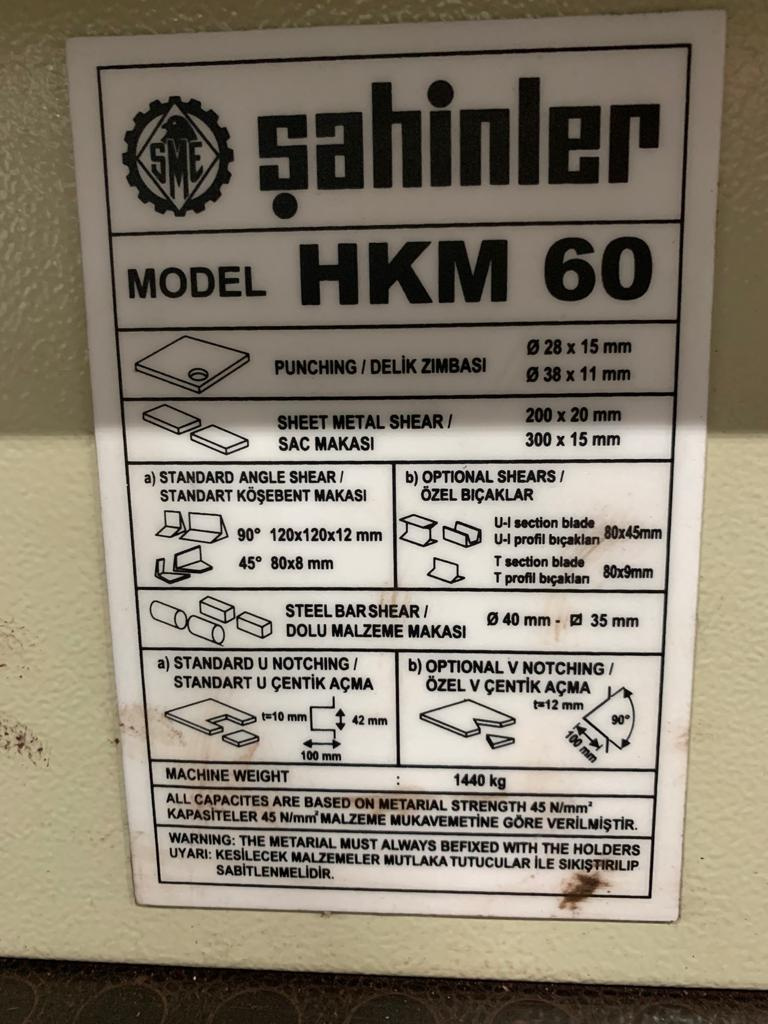 SME
şahinler
MODEL HKM 60
PUNCHING / DELİK ZIMBASI
Ø 28 x 15 mm
Ø 38 x 11 mm
SHEET METAL SHEAR /
SAC MAKASI
200 x 20 mm
300 x 15 mm
a) STANDARD ANGLE SHEAR /
STANDART KÖŞEBENT MAKASI
90° 120x120x12 mm
45° 80x8 mm
b) OPTIONAL SHEARS /
ÖZEL BIÇAKLAR
U-I section blade
U-I profil bıçakları
80x45mm
T section blade
T profil bıçakları
80x9mm
STEEL BAR SHEAR /
DOLU MALZEME MAKASI
Ø 40 mm - ⌀ 35 mm
a) STANDARD U NOTCHING /
STANDART U ÇENTİK AÇMA
t=10 mm
42 mm
100 mm
b) OPTIONAL V NOTCHING /
ÖZEL V ÇENTİK AÇMA
t=12 mm
90°
100 mm
MACHINE WEIGHT : 1440 kg
ALL CAPACITES ARE BASED ON METARIAL STRENGTH 45 N/mm²
KAPASİTELER 45 N/mm² MALZEME MUKAVEMETİNE GÖRE VERİLMİŞTİR.
WARNING: THE METARIAL MUST ALWAYS BEFIXED WITH THE HOLDERS
UYARI: KESİLECEK MALZEMELER MUTLAKA TUTUCULAR İLE SIKIŞTIRILIP
SABİTLENMELİDİR.